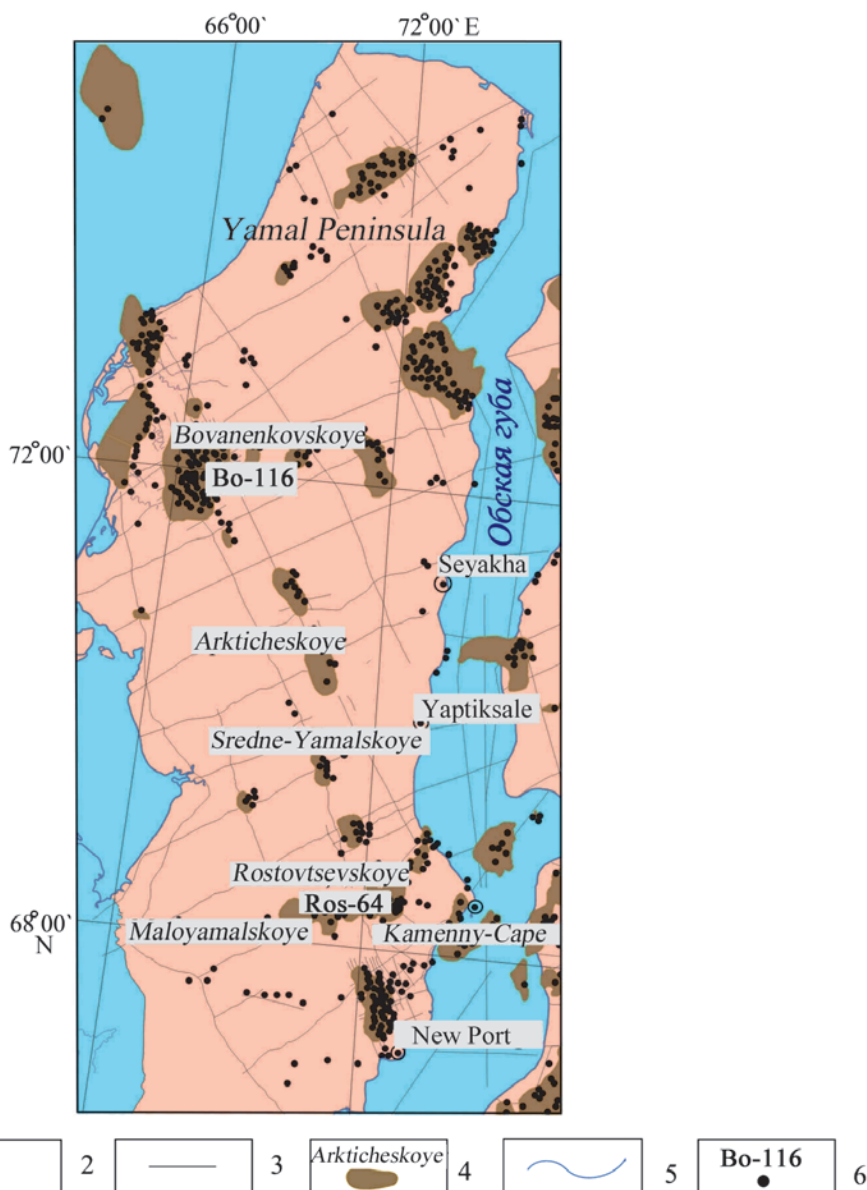 66°00` 72°00` E
Yamal Peninsula
Обская губа
Bovanenkovskoye
72°00`
Bo-116
Seyakha
Arkticheskoye
Yaptiksale
Sredne-Yamalskoye
Rostovtsevskoye
Ros-64
68°00`
N
Maloyamalskoye
Kamenny-Cape
New Port
2 3 Arkticheskoye 4 5 Bo-116 6